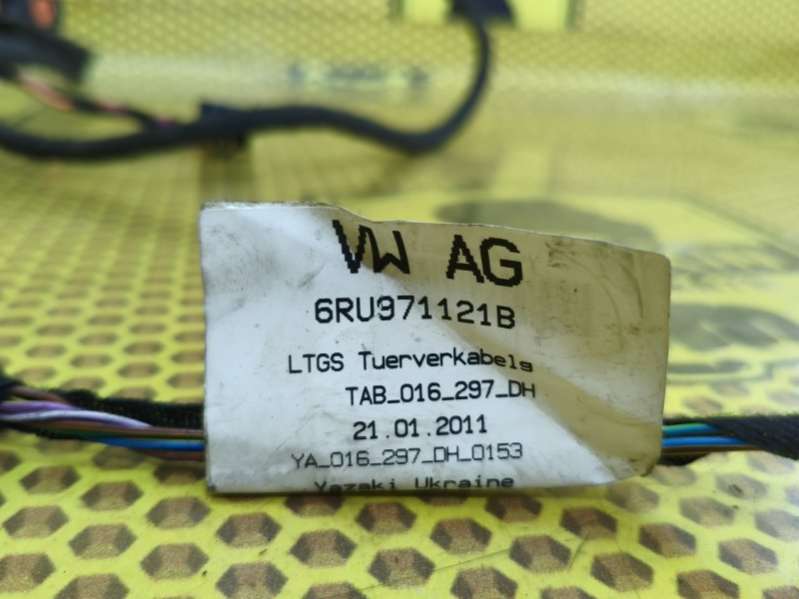 VW AG
6RU971121B
LTGS Tuerverkabelg
TAB_016_297_DH
21.01.2011
YA_016_297_DH_0153
Yazaki Ukraine